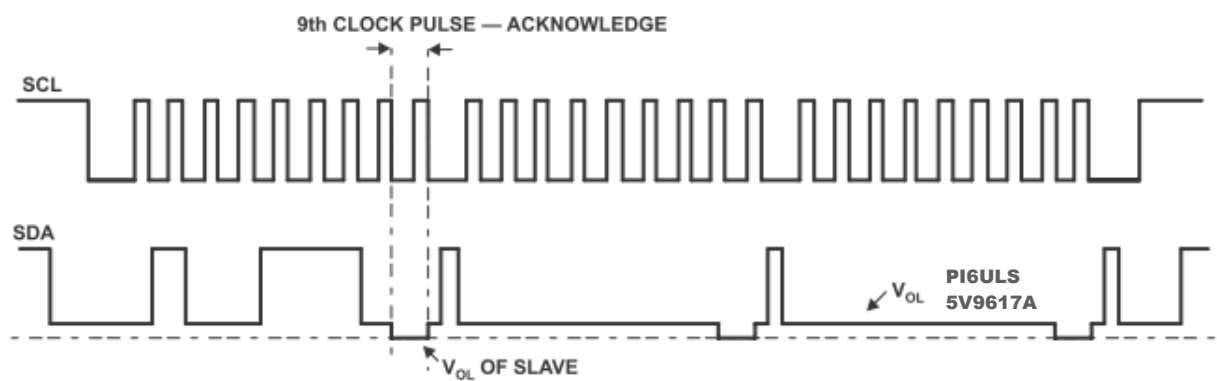 9th CLOCK PULSE — ACKNOWLEDGE
SCL
SDA
VOL
PI6ULS
5V9617A
VOL OF SLAVE